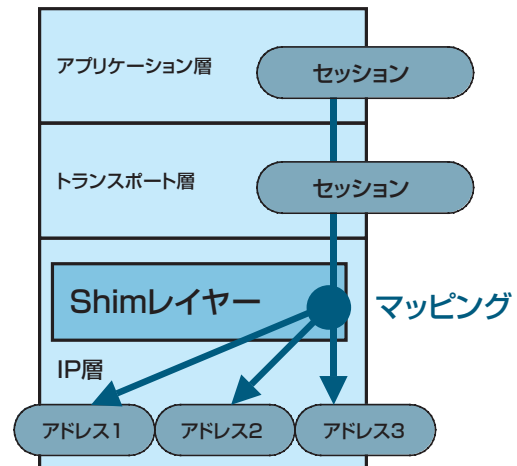 アプリケーション層
セッション
トランスポート層
セッション
Shimレイヤー
マッピング
IP層
アドレス1
アドレス2
アドレス3